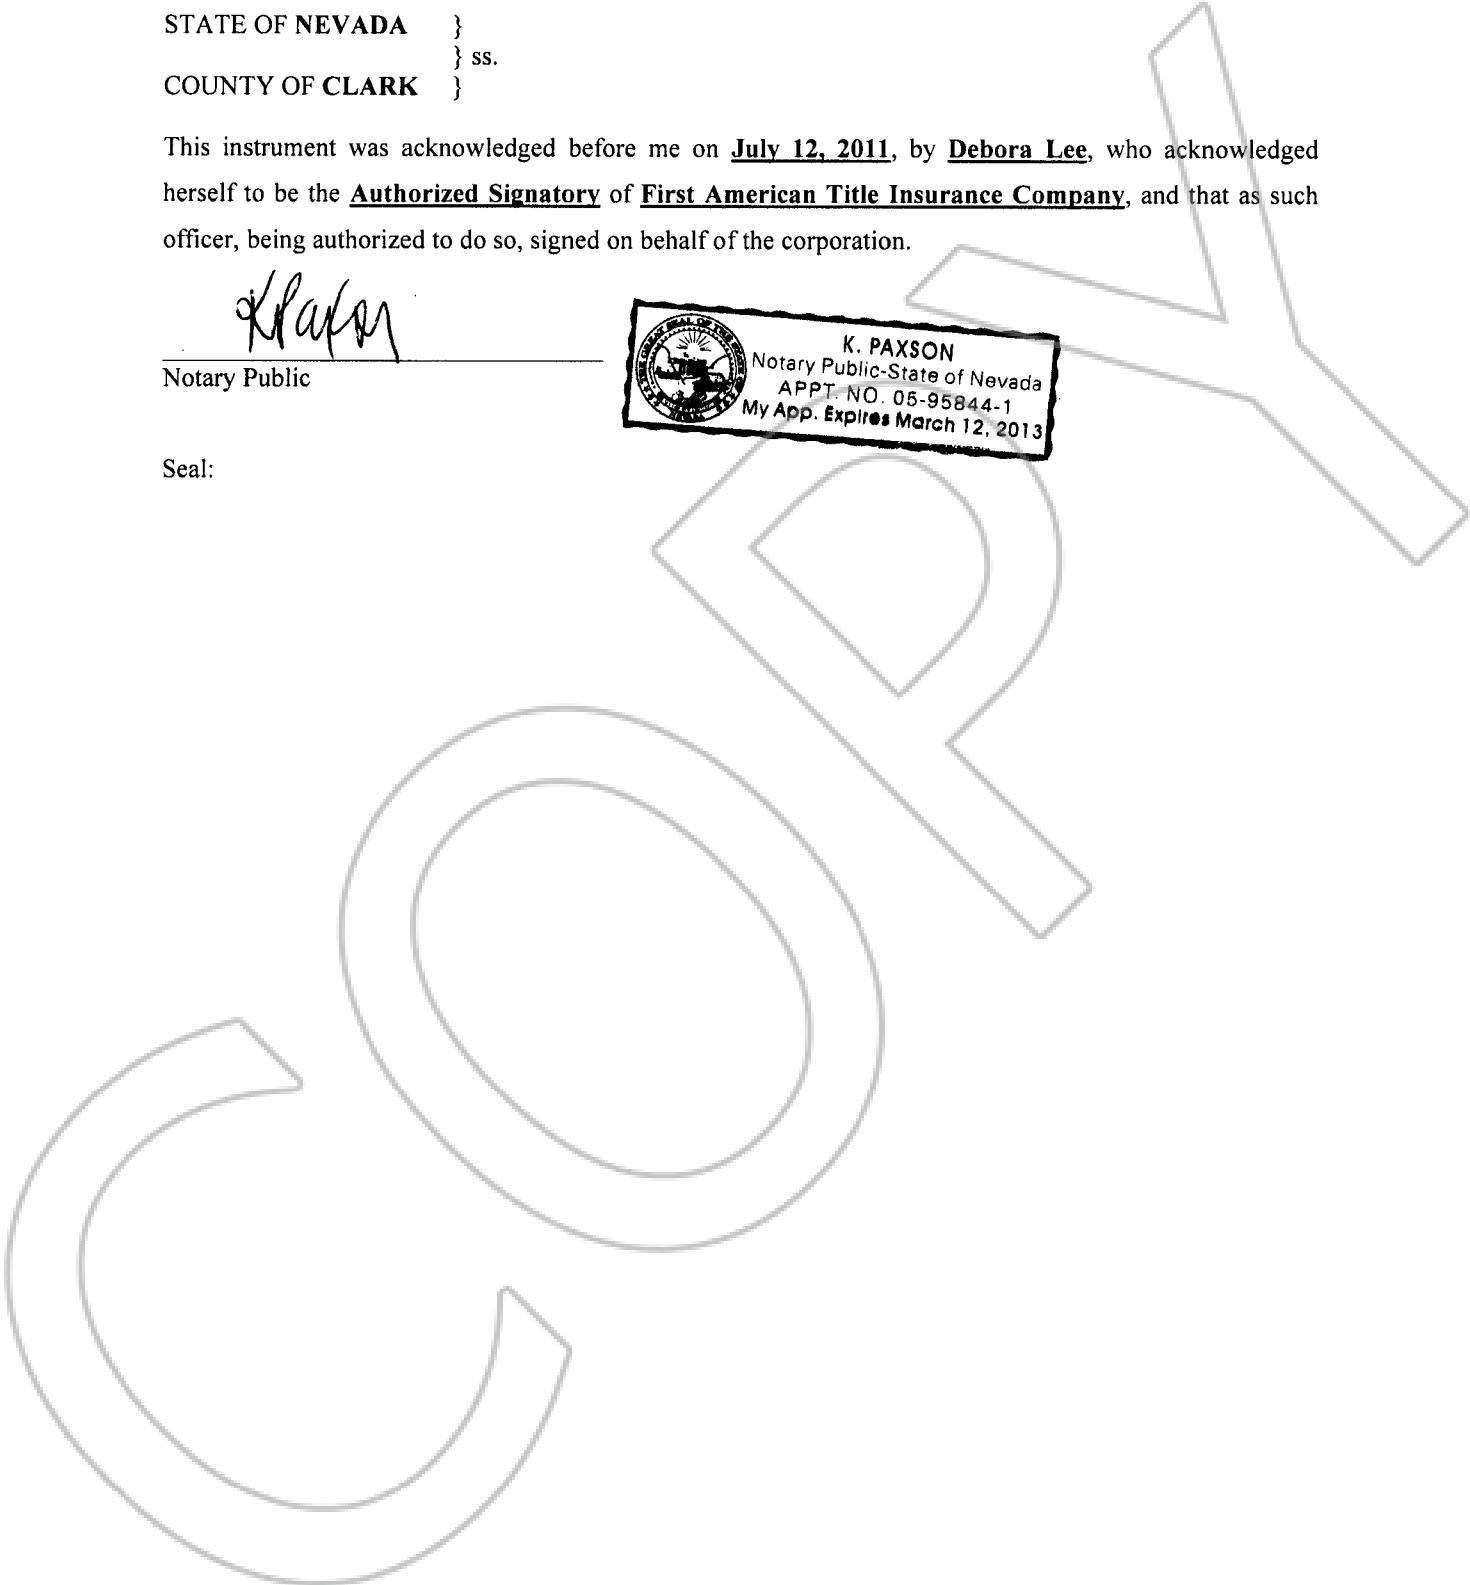 STATE OF NEVADA }
} ss.
COUNTY OF CLARK }
This instrument was acknowledged before me on July 12, 2011, by Debora Lee, who acknowledged
herself to be the Authorized Signatory of First American Title Insurance Company, and that as such
officer, being authorized to do so, signed on behalf of the corporation.
KPaxson
Notary Public
K. PAXSON
Notary Public-State of Nevada
APPT. NO. 05-95844-1
My App. Expires March 12, 2013
Seal:
COPY